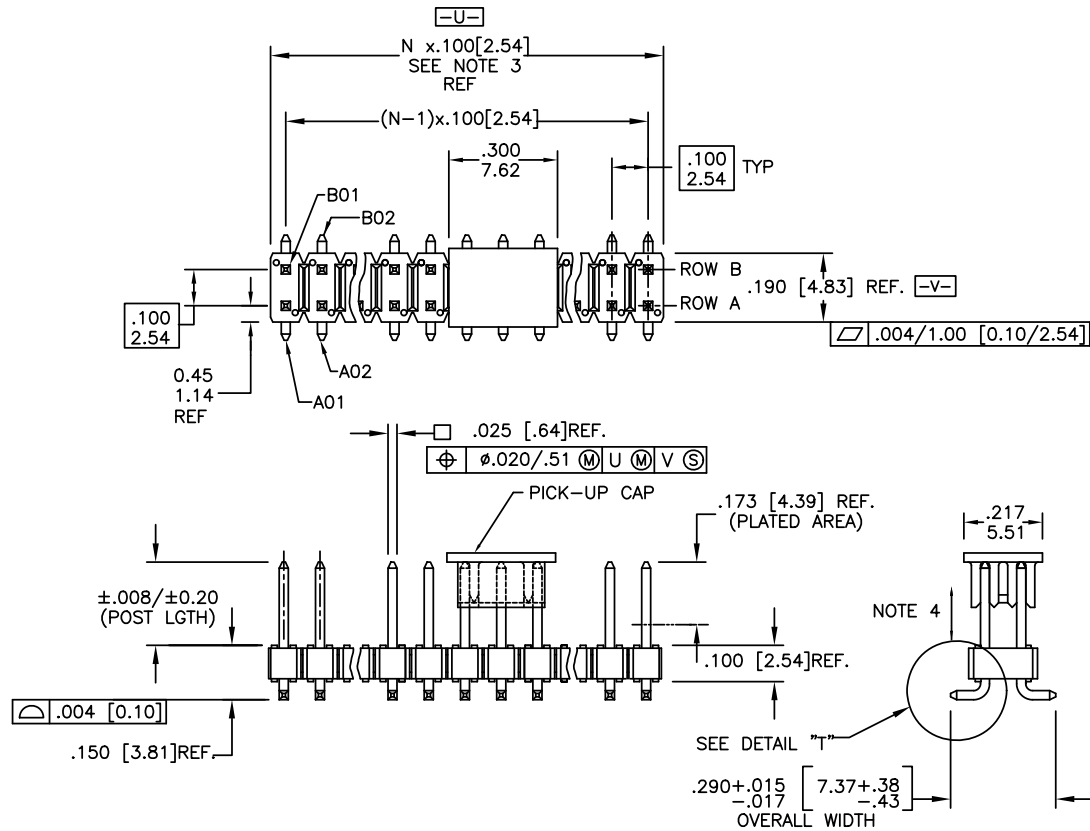 -U-
N x.100[2.54]
SEE NOTE 3
REF
(N-1)x.100[2.54]
.300
7.62
.100
2.54
TYP
B01
B02
ROW B
ROW A
.190 [4.83] REF. -V-
.100
2.54
.004/1.00 [0.10/2.54]
0.45
1.14
REF
A02
A01
.025 [.64]REF.
⌀.020/.51 Ⓜ U Ⓜ V Ⓢ
PICK-UP CAP
.173 [4.39] REF.
(PLATED AREA)
.217
5.51
±.008/±0.20
(POST LGTH)
NOTE 4
.100 [2.54]REF.
.004 [0.10]
.150 [3.81]REF.
SEE DETAIL "T"
.290+.015 [7.37+.38
-.017 -.43]
OVERALL WIDTH